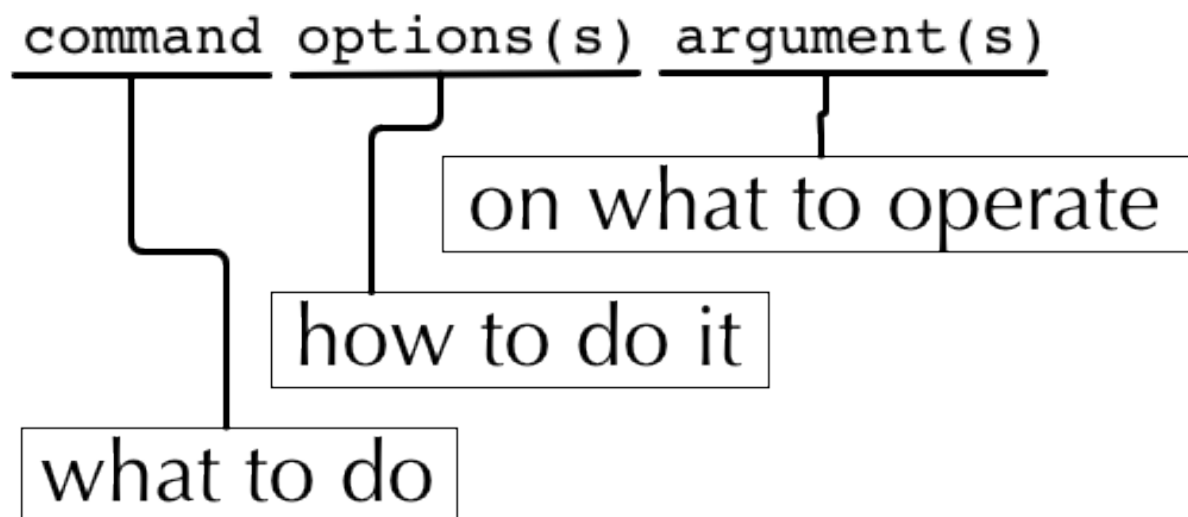 command options(s) argument(s)
on what to operate
how to do it
what to do